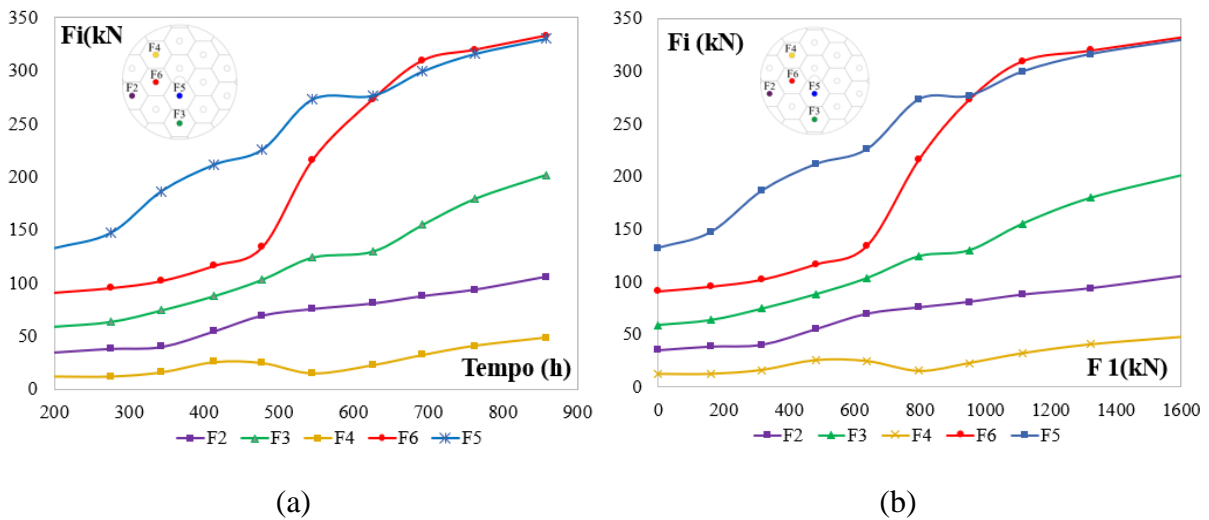 350
300
250
200
150
100
50
0
Fi(kN
F4
F6
F2
F5
F3
Tempo (h)
200 300 400 500 600 700 800 900
F2 F3 F4 F6 F5
(a)
350
300
250
200
150
100
50
0
Fi (kN)
F4
F6
F2
F5
F3
F 1(kN)
0 200 400 600 800 1000 1200 1400 1600
F2 F3 F4 F6 F5
(b)